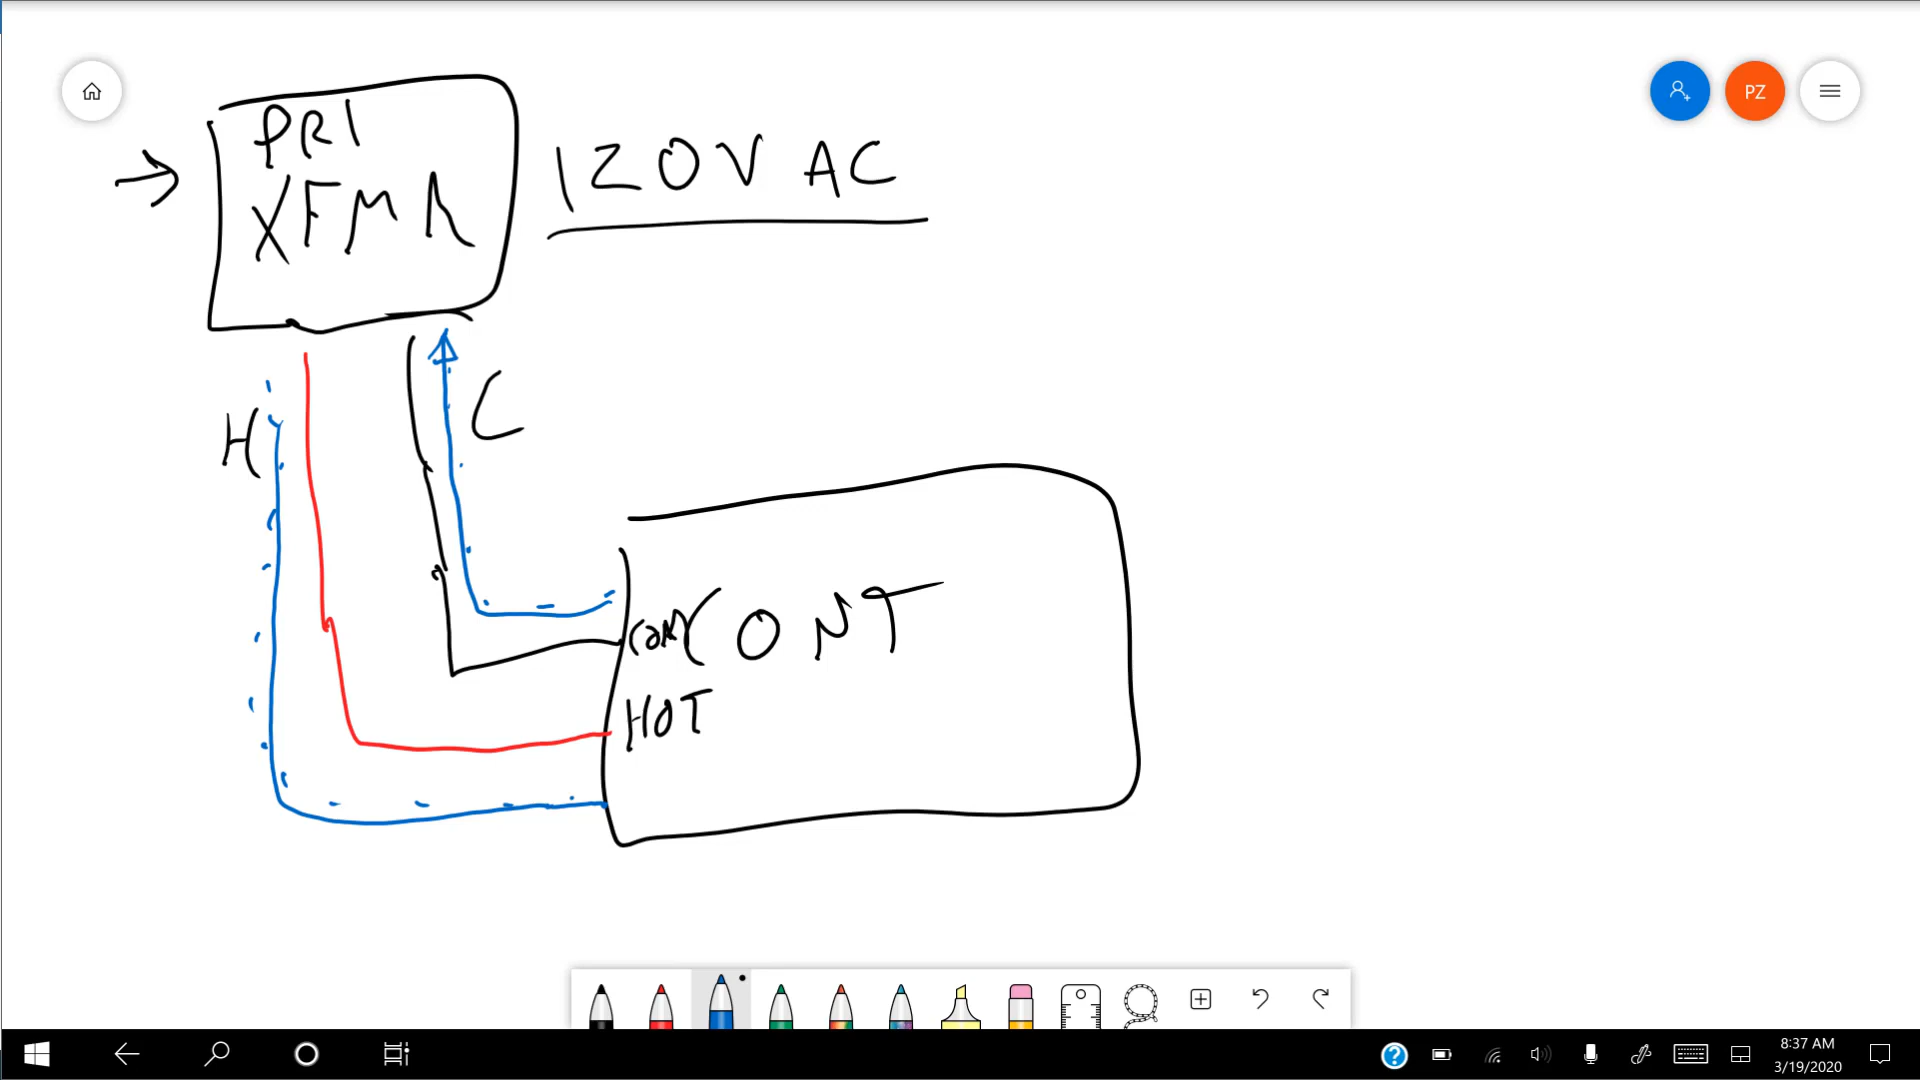 PZ
PRI
XFMR
120V AC
H
C
COM
CONT
HOT
8:37 AM
3/19/2020